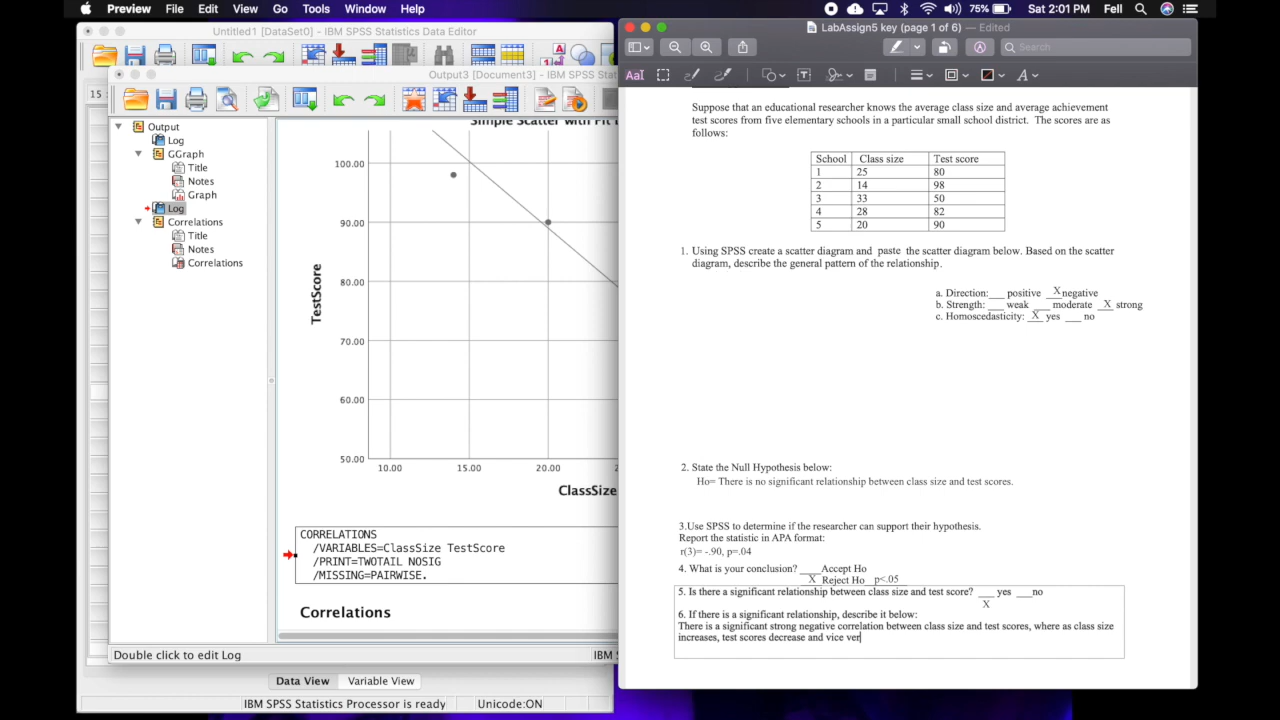 Preview File Edit View Go Tools Window Help 75% Sat 2:01 PM Fell
Untitled1 [DataSet0] - IBM SPSS Statistics Data Editor
15 :
Output3 [Document3] - IBM SPSS Sta
Output
Log
GGraph
Title
Notes
Graph
Log
Correlations
Title
Notes
Correlations
Simple Scatter with Fit L
100.00
90.00
80.00
70.00
60.00
50.00
TestScore
10.00 15.00 20.00 2
ClassSize
CORRELATIONS
/VARIABLES=ClassSize TestScore
/PRINT=TWOTAIL NOSIG
/MISSING=PAIRWISE.
Correlations
Double click to edit Log IBM S
Data View Variable View
IBM SPSS Statistics Processor is ready Unicode:ON
LabAssign5 key (page 1 of 6) — Edited
Search
AaI A
Suppose that an educational researcher knows the average class size and average achievement
test scores from five elementary schools in a particular small school district. The scores are as
follows:
School Class size Test score
1 25 80
2 14 98
3 33 50
4 28 82
5 20 90
1. Using SPSS create a scatter diagram and paste the scatter diagram below. Based on the scatter
diagram, describe the general pattern of the relationship.
a. Direction:___ positive _X_negative
b. Strength: ___ weak ___ moderate _X_ strong
c. Homoscedasticity: _X_ yes ___ no
2. State the Null Hypothesis below:
Ho= There is no significant relationship between class size and test scores.
3.Use SPSS to determine if the researcher can support their hypothesis.
Report the statistic in APA format:
r(3)= -.90, p=.04
4. What is your conclusion? ____Accept Ho
X Reject Ho p<.05
5. Is there a significant relationship between class size and test score? ___ yes ___no
X
6. If there is a significant relationship, describe it below:
There is a significant strong negative correlation between class size and test scores, where as class size
increases, test scores decrease and vice ver